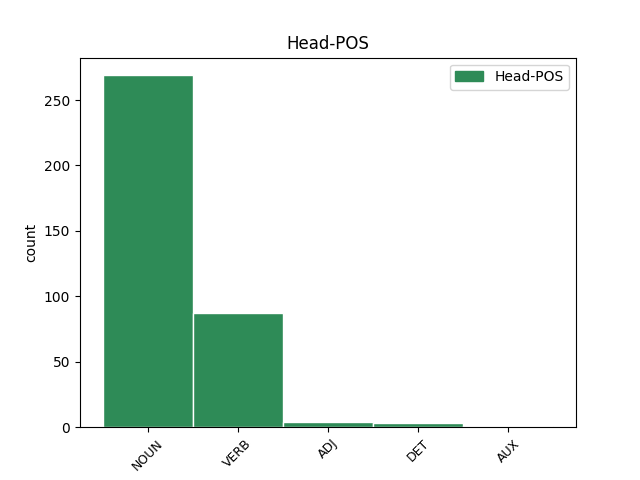 Head-POS
Head-POS
250
200
150
100
50
0
count
NOUN
VERB
ADJ
DET
AUX